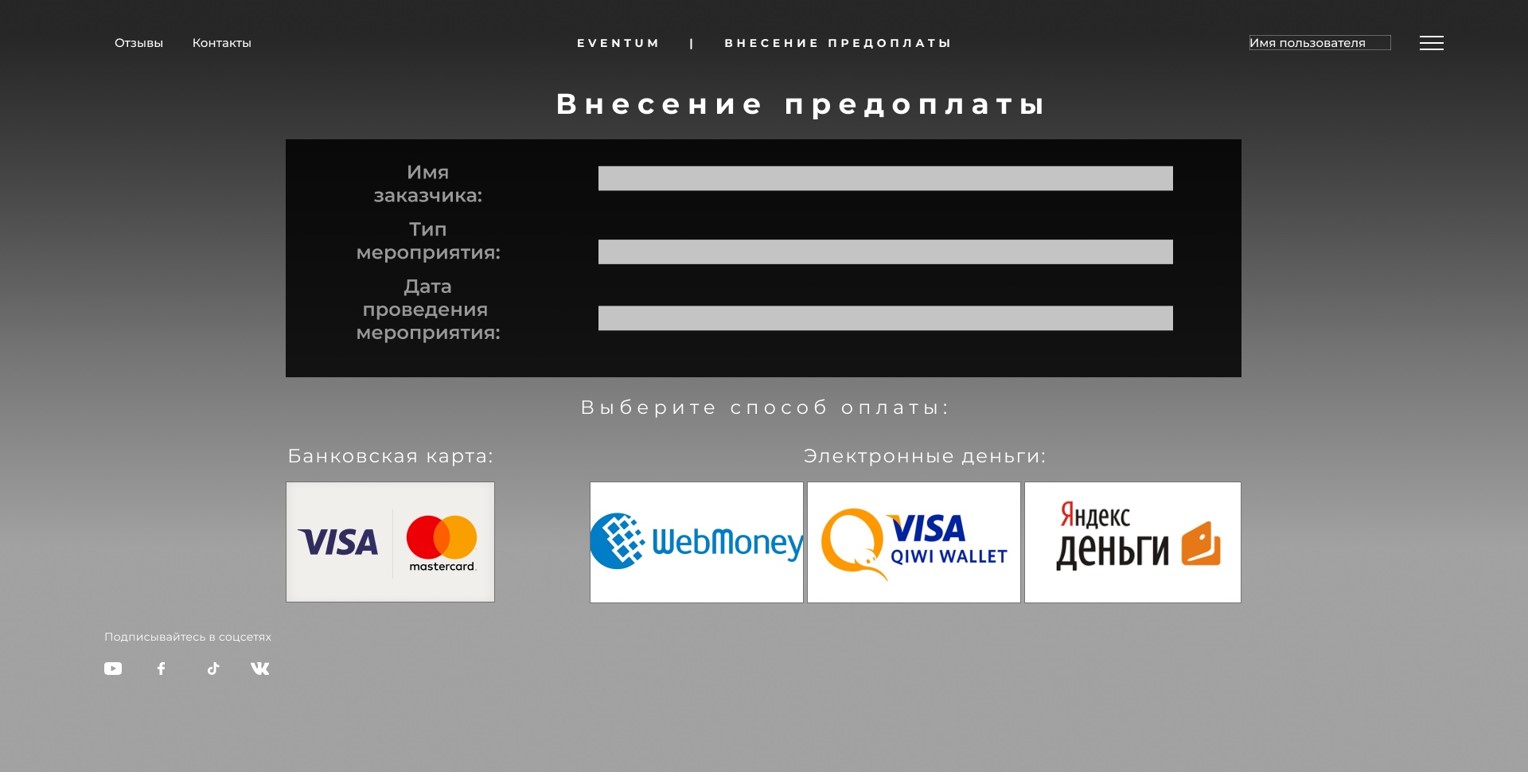 Отзывы Контакты EVENTUM | ВНЕСЕНИЕ ПРЕДОПЛАТЫ Имя пользователя
Внесение предоплаты
Имя
заказчика:
Тип
мероприятия:
Дата
проведения
мероприятия:
Выберите способ оплаты:
Банковская карта: Электронные деньги:
VISA
mastercard.
WebMoney
VISA
QIWI WALLET
Яндекс
деньги
Подписывайтесь в соцсетях